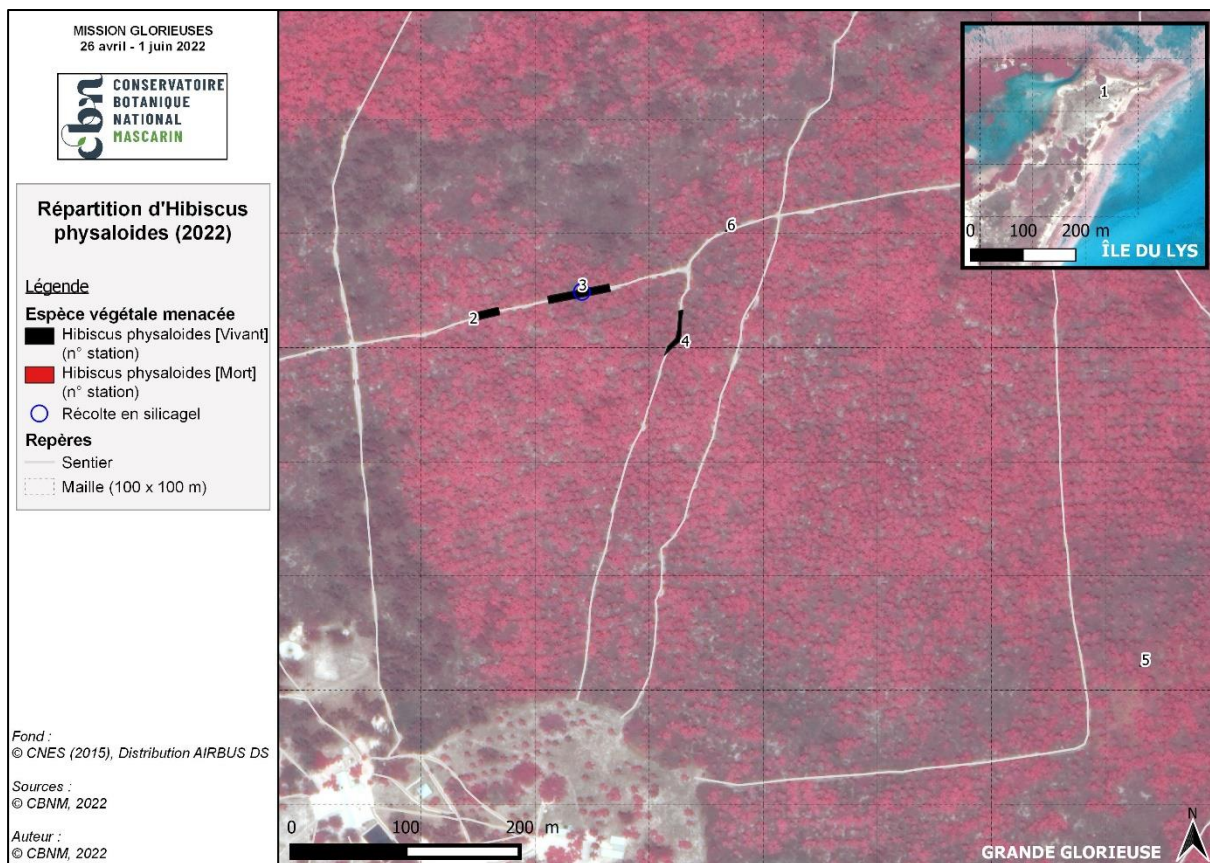 MISSION GLORIEUSES
26 avril - 1 juin 2022
cbn
CONSERVATOIRE
BOTANIQUE
NATIONAL
MASCARIN
Répartition d'Hibiscus
physaloides (2022)
Légende
Espèce végétale menacée
Hibiscus physaloides [Vivant]
(n° station)
Hibiscus physaloides [Mort]
(n° station)
Récolte en silicagel
Repères
Sentier
Maille (100 x 100 m)
Fond :
© CNES (2015), Distribution AIRBUS DS
Sources :
© CBNM, 2022
Auteur :
© CBNM, 2022
1
0 100 200 m
ÎLE DU LYS
6
3
2
4
5
0 100 200 m
N
GRANDE GLORIEUSE